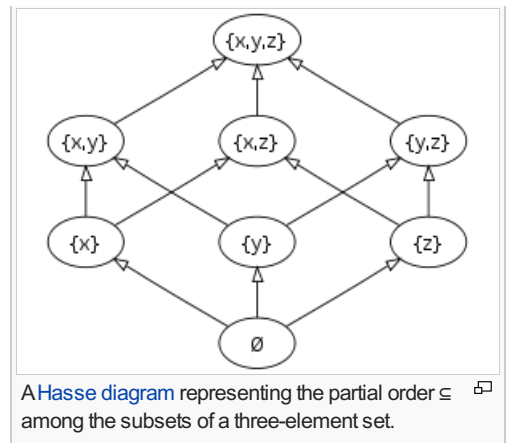 {x,y,z}
{x,y}
{x,z}
{y,z}
{x}
{y}
{z}
Ø
A Hasse diagram representing the partial order ⊆
among the subsets of a three-element set.